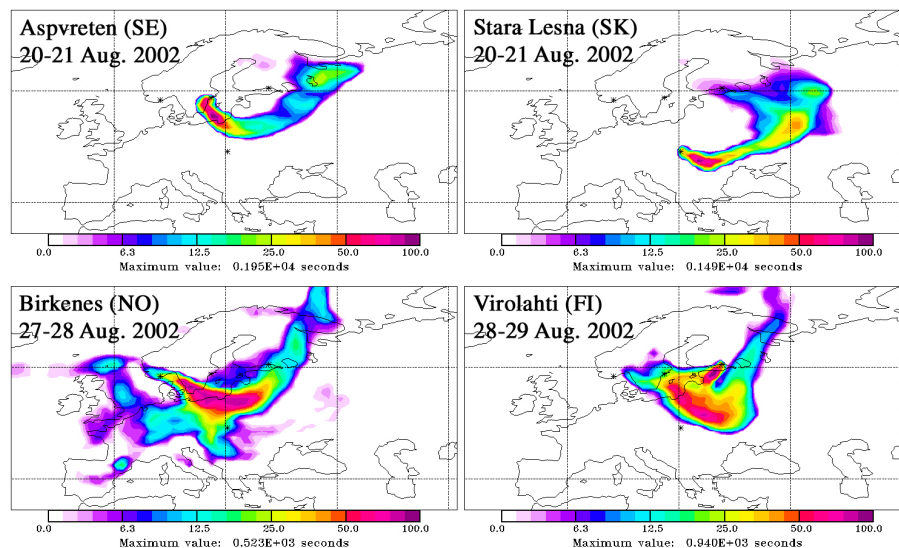 Aspvreten (SE)
20-21 Aug. 2002
0.0 6.3 12.5 25.0 50.0 100.0
Maximum value: 0.195E+04 seconds
Stara Lesna (SK)
20-21 Aug. 2002
0.0 6.3 12.5 25.0 50.0 100.0
Maximum value: 0.149E+04 seconds
Birkenes (NO)
27-28 Aug. 2002
0.0 6.3 12.5 25.0 50.0 100.0
Maximum value: 0.523E+03 seconds
Virolahti (FI)
28-29 Aug. 2002
0.0 6.3 12.5 25.0 50.0 100.0
Maximum value: 0.940E+03 seconds